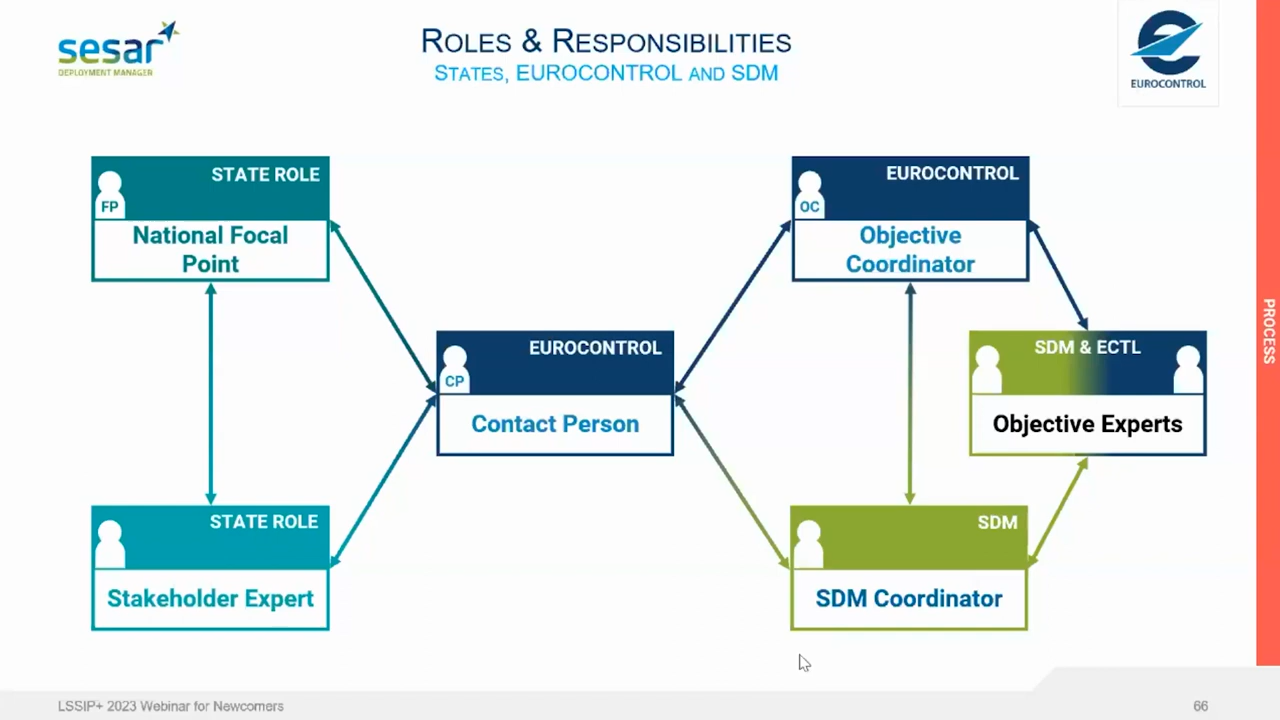 sesar
DEPLOYMENT MANAGER
ROLES & RESPONSIBILITIES
STATES, EUROCONTROL AND SDM
EUROCONTROL
STATE ROLE
FP
National Focal
Point
EUROCONTROL
OC
Objective
Coordinator
EUROCONTROL
CP
Contact Person
SDM & ECTL
Objective Experts
STATE ROLE
Stakeholder Expert
SDM
SDM Coordinator
PROCESS
LSSIP+ 2023 Webinar for Newcomers
66